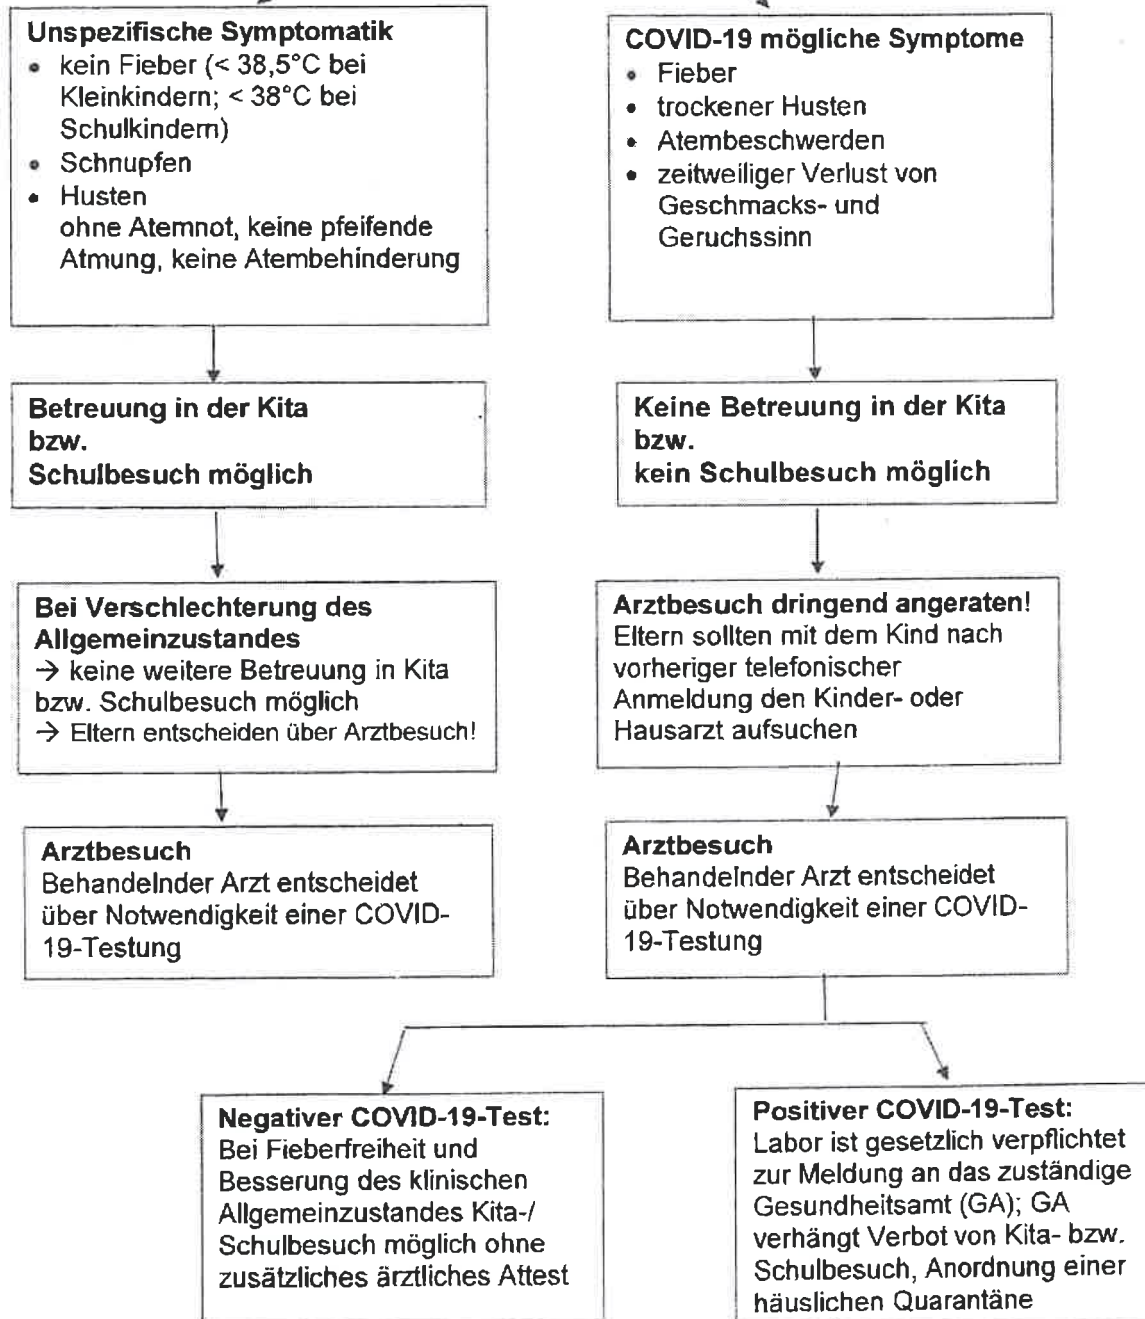 Unspezifische Symptomatik
• kein Fieber (< 38,5°C bei
Kleinkindern; < 38°C bei
Schulkindern)
• Schnupfen
• Husten
ohne Atemnot, keine pfeifende
Atmung, keine Atembehinderung
COVID-19 mögliche Symptome
• Fieber
• trockener Husten
• Atembeschwerden
• zeitweiliger Verlust von
Geschmacks- und
Geruchssinn
Betreuung in der Kita
bzw.
Schulbesuch möglich
Keine Betreuung in der Kita
bzw.
kein Schulbesuch möglich
Bei Verschlechterung des
Allgemeinzustandes
→ keine weitere Betreuung in Kita
bzw. Schulbesuch möglich
→ Eltern entscheiden über Arztbesuch!
Arztbesuch dringend angeraten!
Eltern sollten mit dem Kind nach
vorheriger telefonischer
Anmeldung den Kinder- oder
Hausarzt aufsuchen
Arztbesuch
Behandelnder Arzt entscheidet
über Notwendigkeit einer COVID-
19-Testung
Arztbesuch
Behandelnder Arzt entscheidet
über Notwendigkeit einer COVID-
19-Testung
Negativer COVID-19-Test:
Bei Fieberfreiheit und
Besserung des klinischen
Allgemeinzustandes Kita-/
Schulbesuch möglich ohne
zusätzliches ärztliches Attest
Positiver COVID-19-Test:
Labor ist gesetzlich verpflichtet
zur Meldung an das zuständige
Gesundheitsamt (GA); GA
verhängt Verbot von Kita- bzw.
Schulbesuch, Anordnung einer
häuslichen Quarantäne